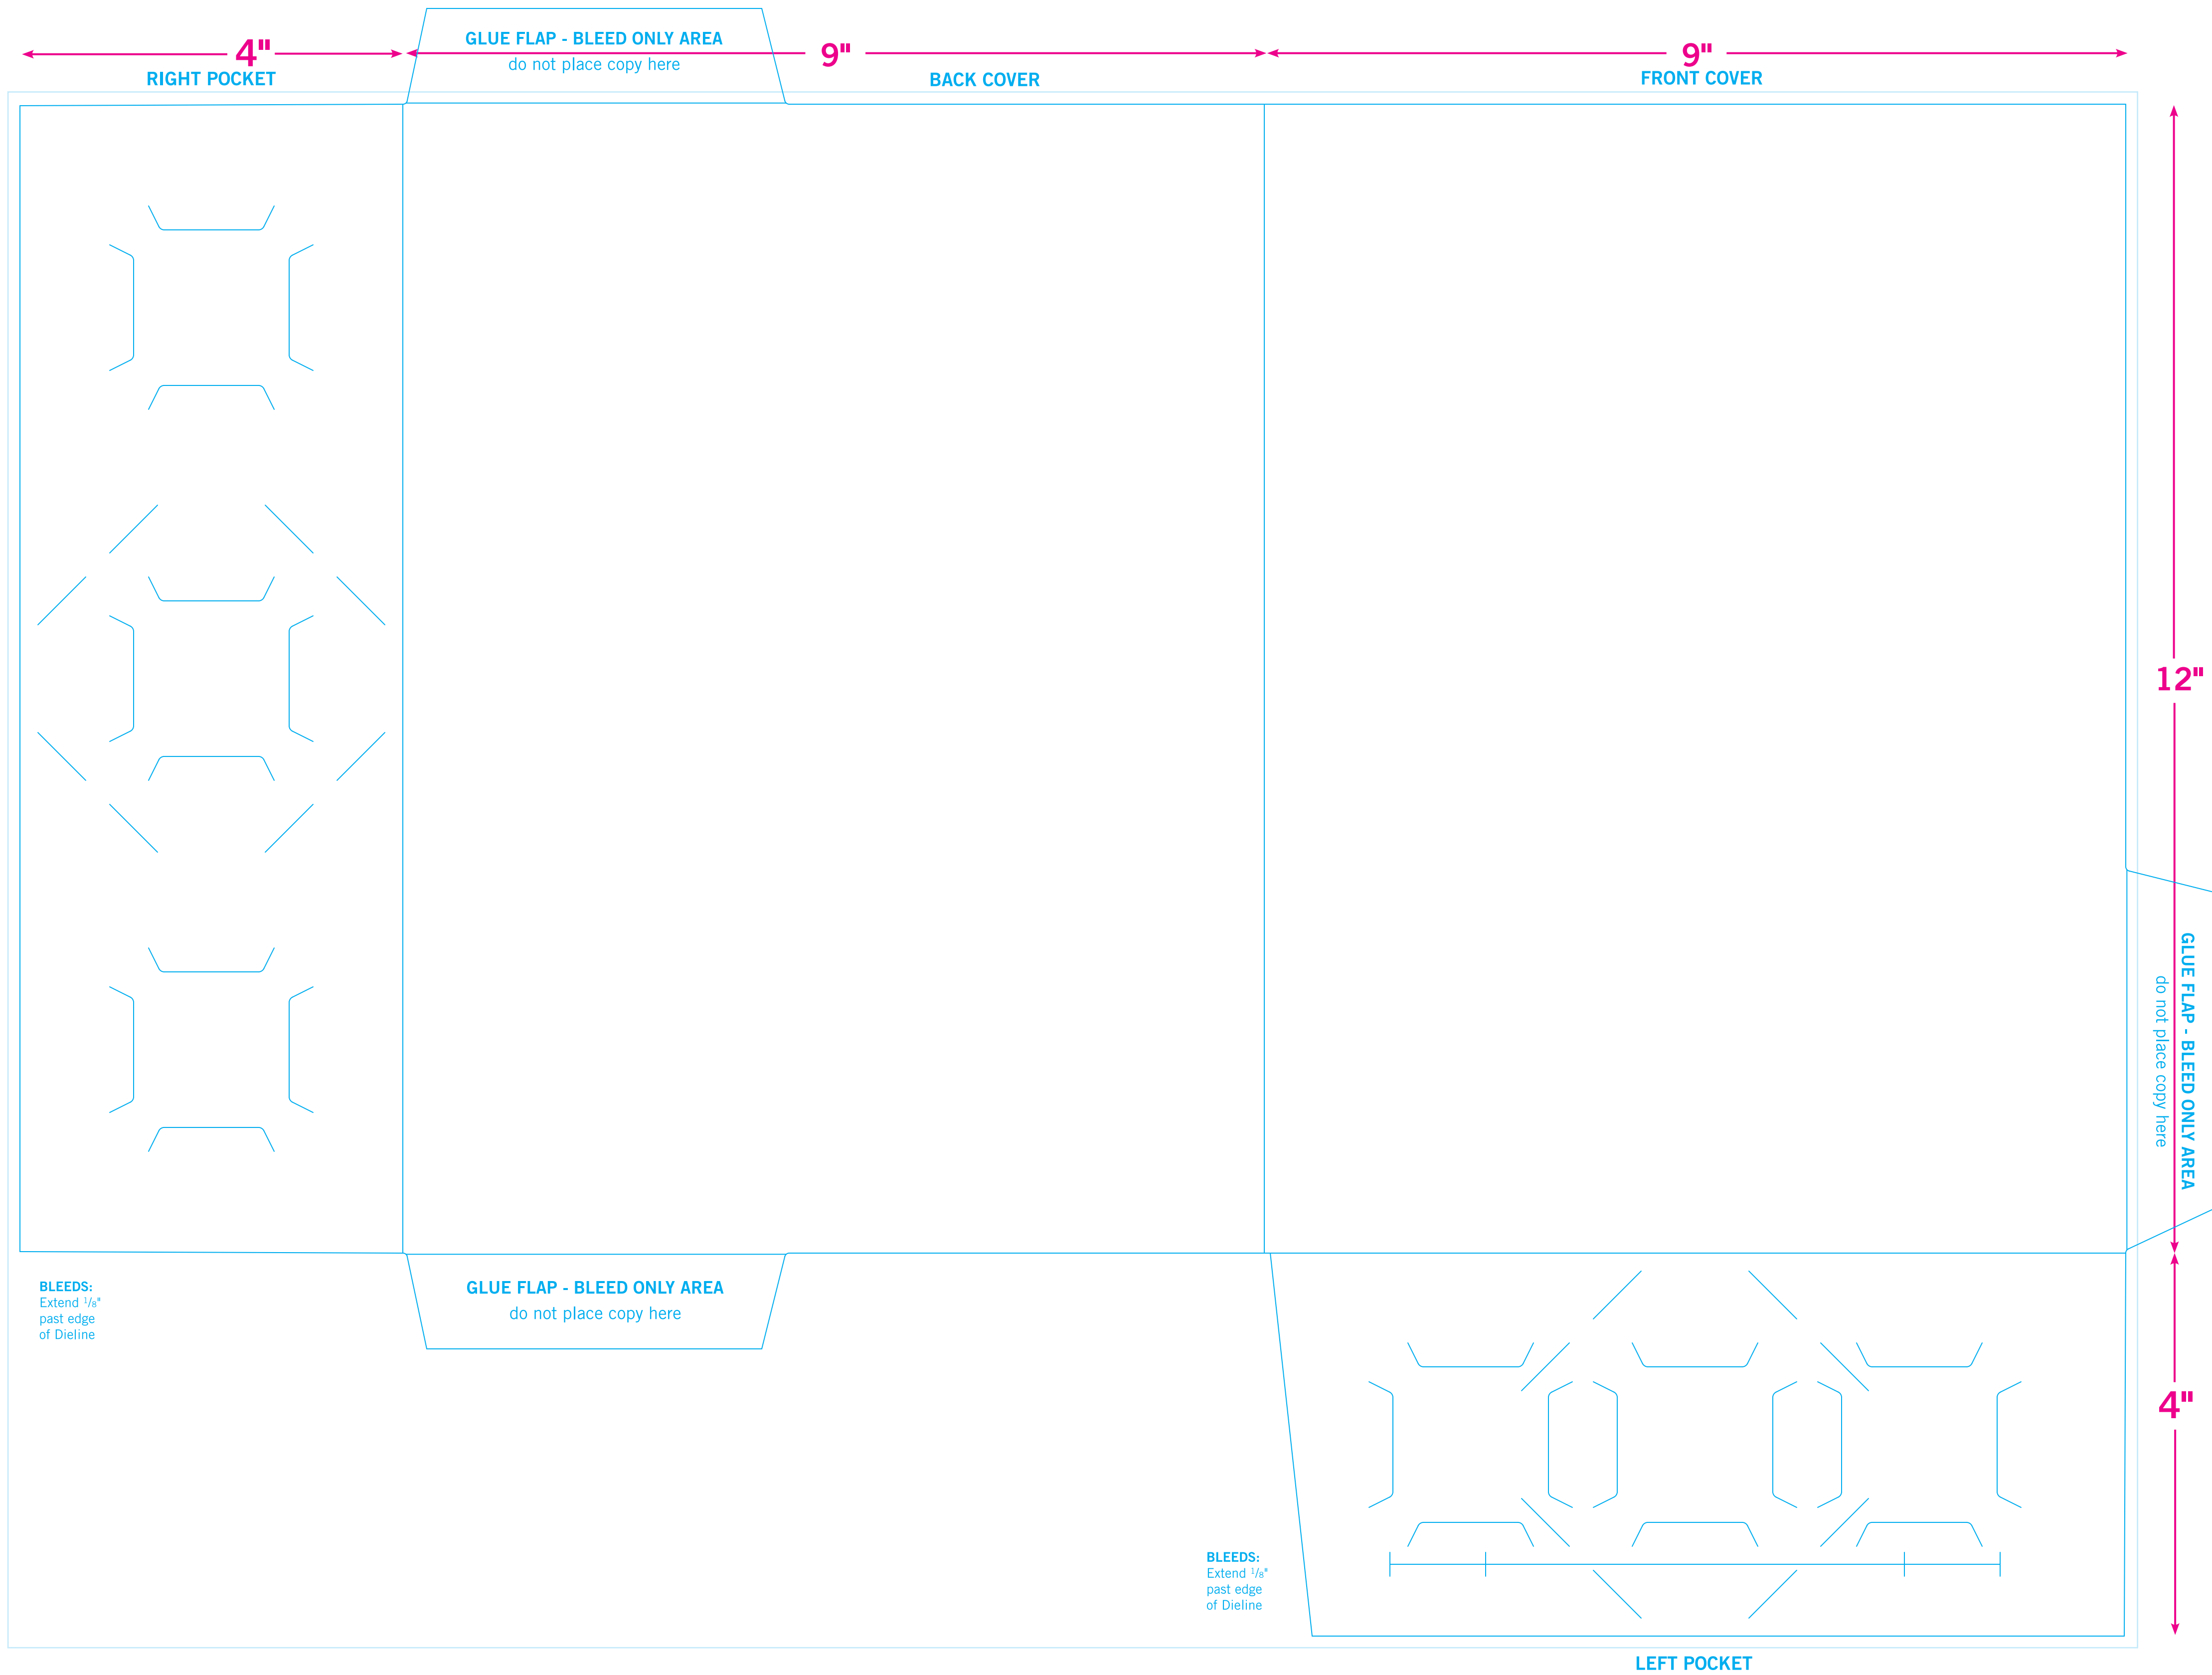 GLUE FLAP - BLEED ONLY AREA
do not place copy here
4"
9"
9"
RIGHT POCKET
BACK COVER
FRONT COVER
12"
GLUE FLAP - BLEED ONLY AREA
do not place copy here
BLEEDS:
Extend 1/8"
past edge
of Dieline
GLUE FLAP - BLEED ONLY AREA
do not place copy here
4"
BLEEDS:
Extend 1/8"
past edge
of Dieline
LEFT POCKET